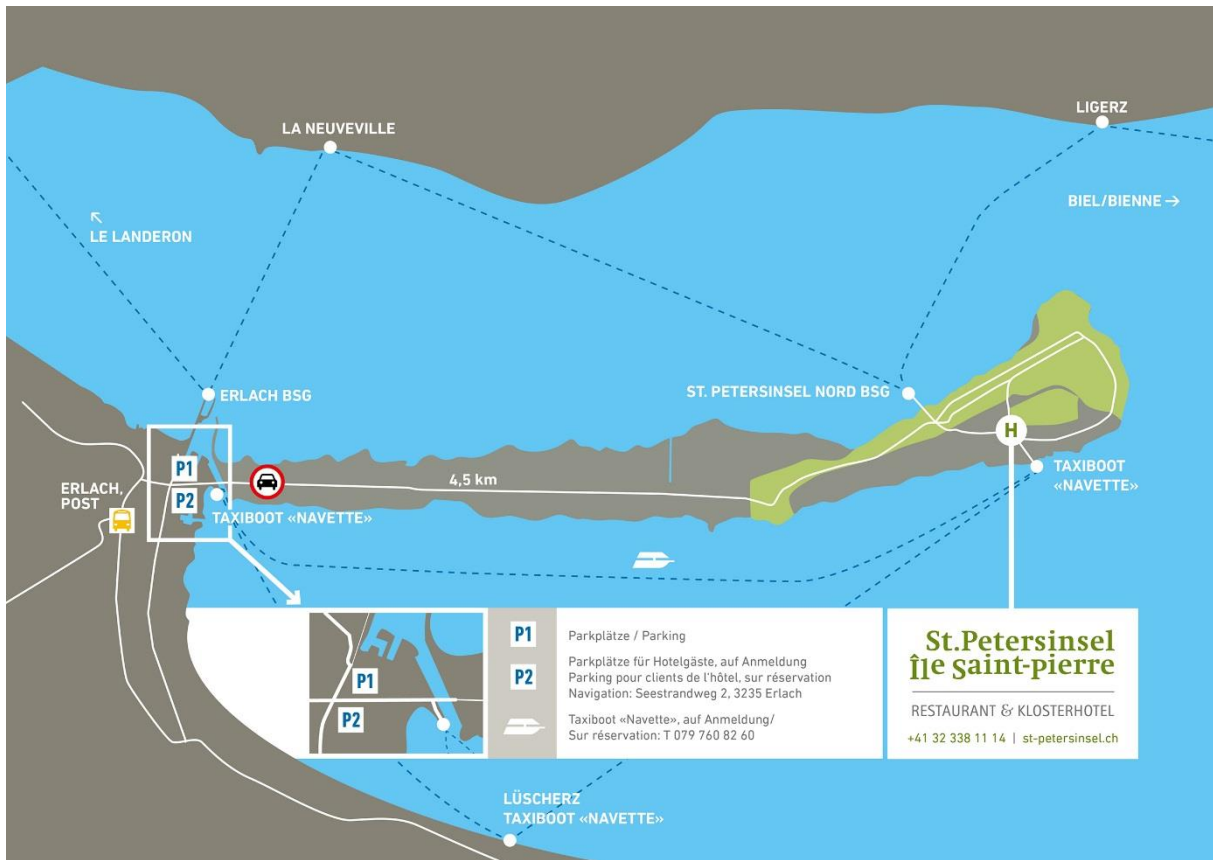 LA NEUVEVILLE
LIGERZ
BIEL/BIENNE →
↖
LE LANDERON
ERLACH BSG
ST. PETERSINSEL NORD BSG
H
P1
P2
ERLACH,
POST
4,5 km
TAXIBOOT «NAVETTE»
TAXIBOOT
«NAVETTE»
P1
P2
P1
Parkplätze / Parking
P2
Parkplätze für Hotelgäste, auf Anmeldung
Parking pour clients de l'hôtel, sur réservation
Navigation: Seestrandweg 2, 3235 Erlach
Taxiboot «Navette», auf Anmeldung/
Sur réservation: T 079 760 82 60
St.Petersinsel
Île saint-pierre
RESTAURANT & KLOSTERHOTEL
+41 32 338 11 14 | st-petersinsel.ch
LÜSCHERZ
TAXIBOOT «NAVETTE»